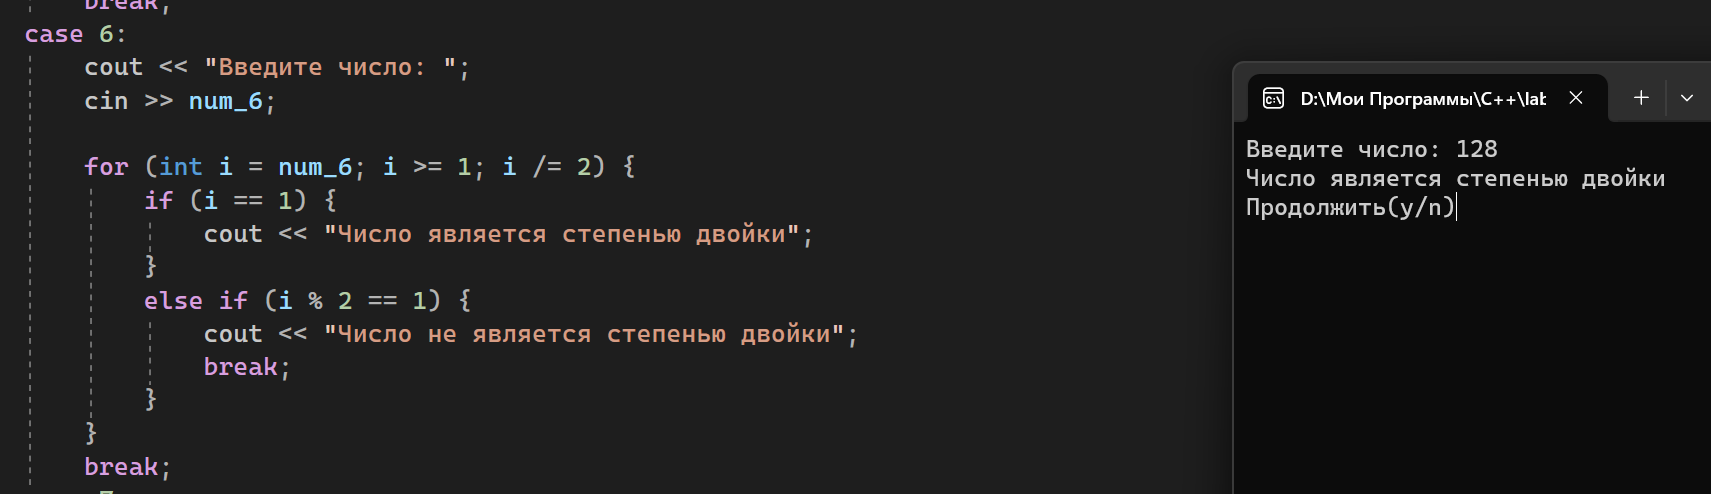 break;
case 6:
cout << "Введите число: ";
cin >> num_6;
for (int i = num_6; i >= 1; i /= 2) {
if (i == 1) {
cout << "Число является степенью двойки";
}
else if (i % 2 == 1) {
cout << "Число не является степенью двойки";
break;
}
}
break;
D:\Мои Программы\C++\lab
Введите число: 128
Число является степенью двойки
Продолжить(y/n)